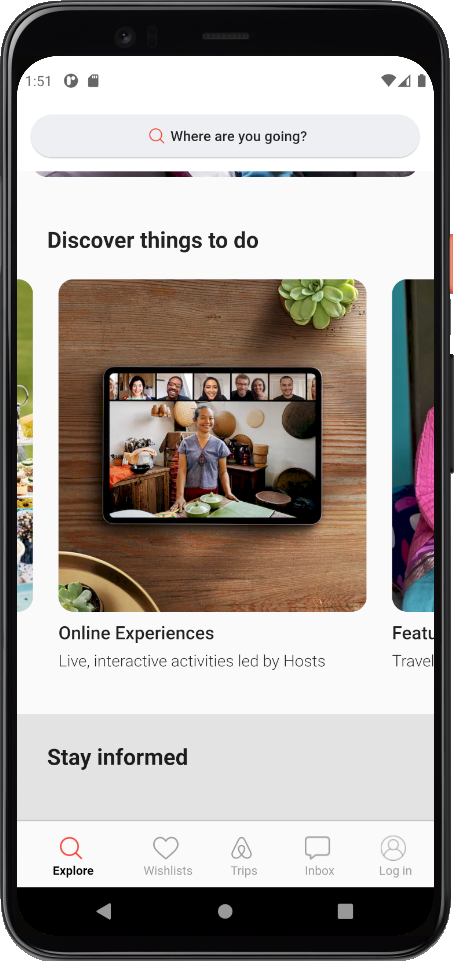 1:51
Where are you going?
Discover things to do
Online Experiences
Live, interactive activities led by Hosts
Featu
Travel
Stay informed
Explore
Wishlists
Trips
Inbox
Log in